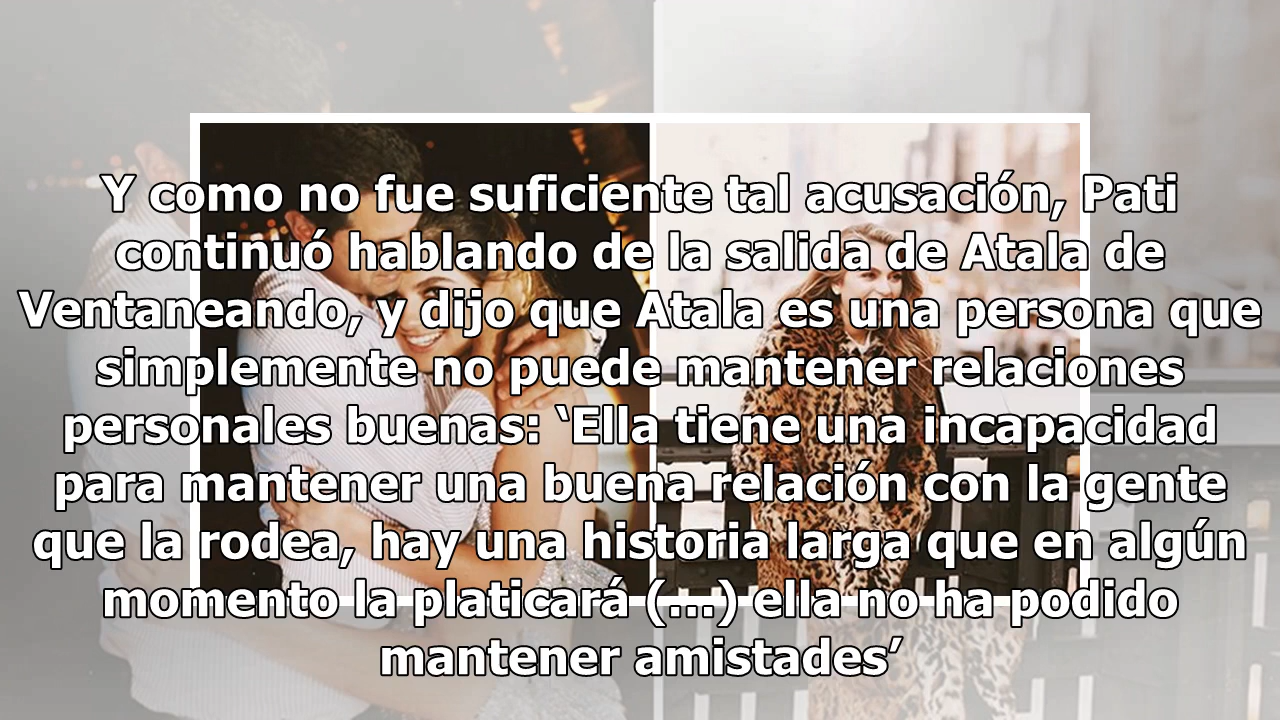 Y como no fue suficiente tal acusación, Pati
continuó hablando de la salida de Atala de
Ventaneando, y dijo que Atala es una persona que
simplemente no puede mantener relaciones
personales buenas: ‘Ella tiene una incapacidad
para mantener una buena relación con la gente
que la rodea, hay una historia larga que en algún
momento la platicará (...) ella no ha podido
mantener amistades’